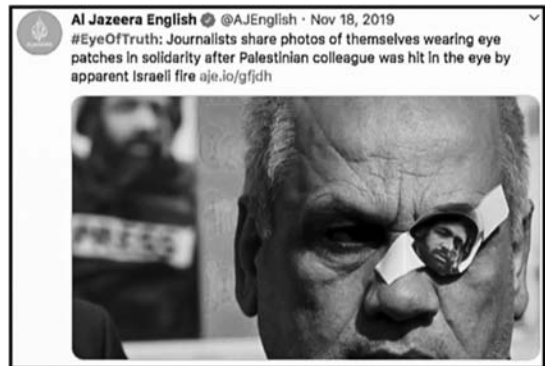 Al Jazeera English @AJEnglish · Nov 18, 2019
#EyeOfTruth: Journalists share photos of themselves wearing eye
patches in solidarity after Palestinian colleague was hit in the eye by
apparent Israeli fire aje.io/gfjdh
PRESS